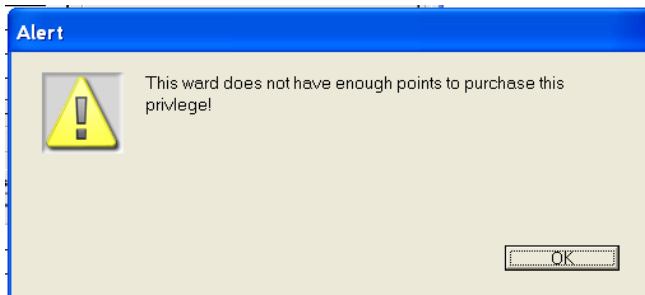 Alert
This ward does not have enough points to purchase this
privlege!
OK